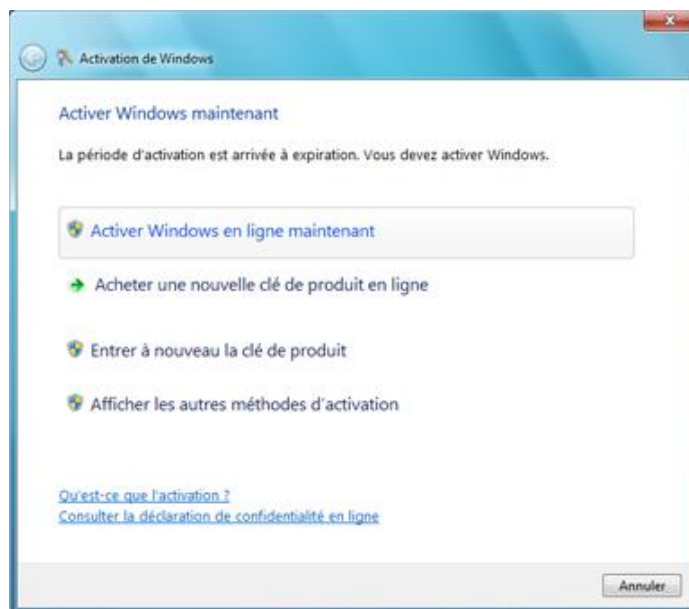 Activation de Windows
Activer Windows maintenant
La période d'activation est arrivée à expiration. Vous devez activer Windows.
Activer Windows en ligne maintenant
Acheter une nouvelle clé de produit en ligne
Entrer à nouveau la clé de produit
Afficher les autres méthodes d'activation
Qu'est-ce que l'activation ?
Consulter la déclaration de confidentialité en ligne
Annuler